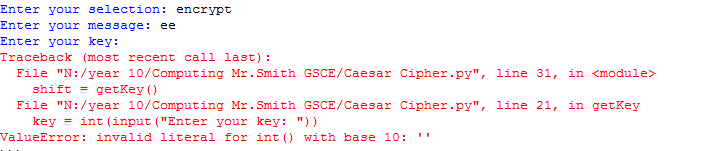 Enter your selection: encrypt
Enter your message: ee
Enter your key:
Traceback (most recent call last):
  File "N:/year 10/Computing Mr.Smith GSCE/Caesar Cipher.py", line 31, in <module>
    shift = getKey()
  File "N:/year 10/Computing Mr.Smith GSCE/Caesar Cipher.py", line 21, in getKey
    key = int(input("Enter your key: "))
ValueError: invalid literal for int() with base 10: ''